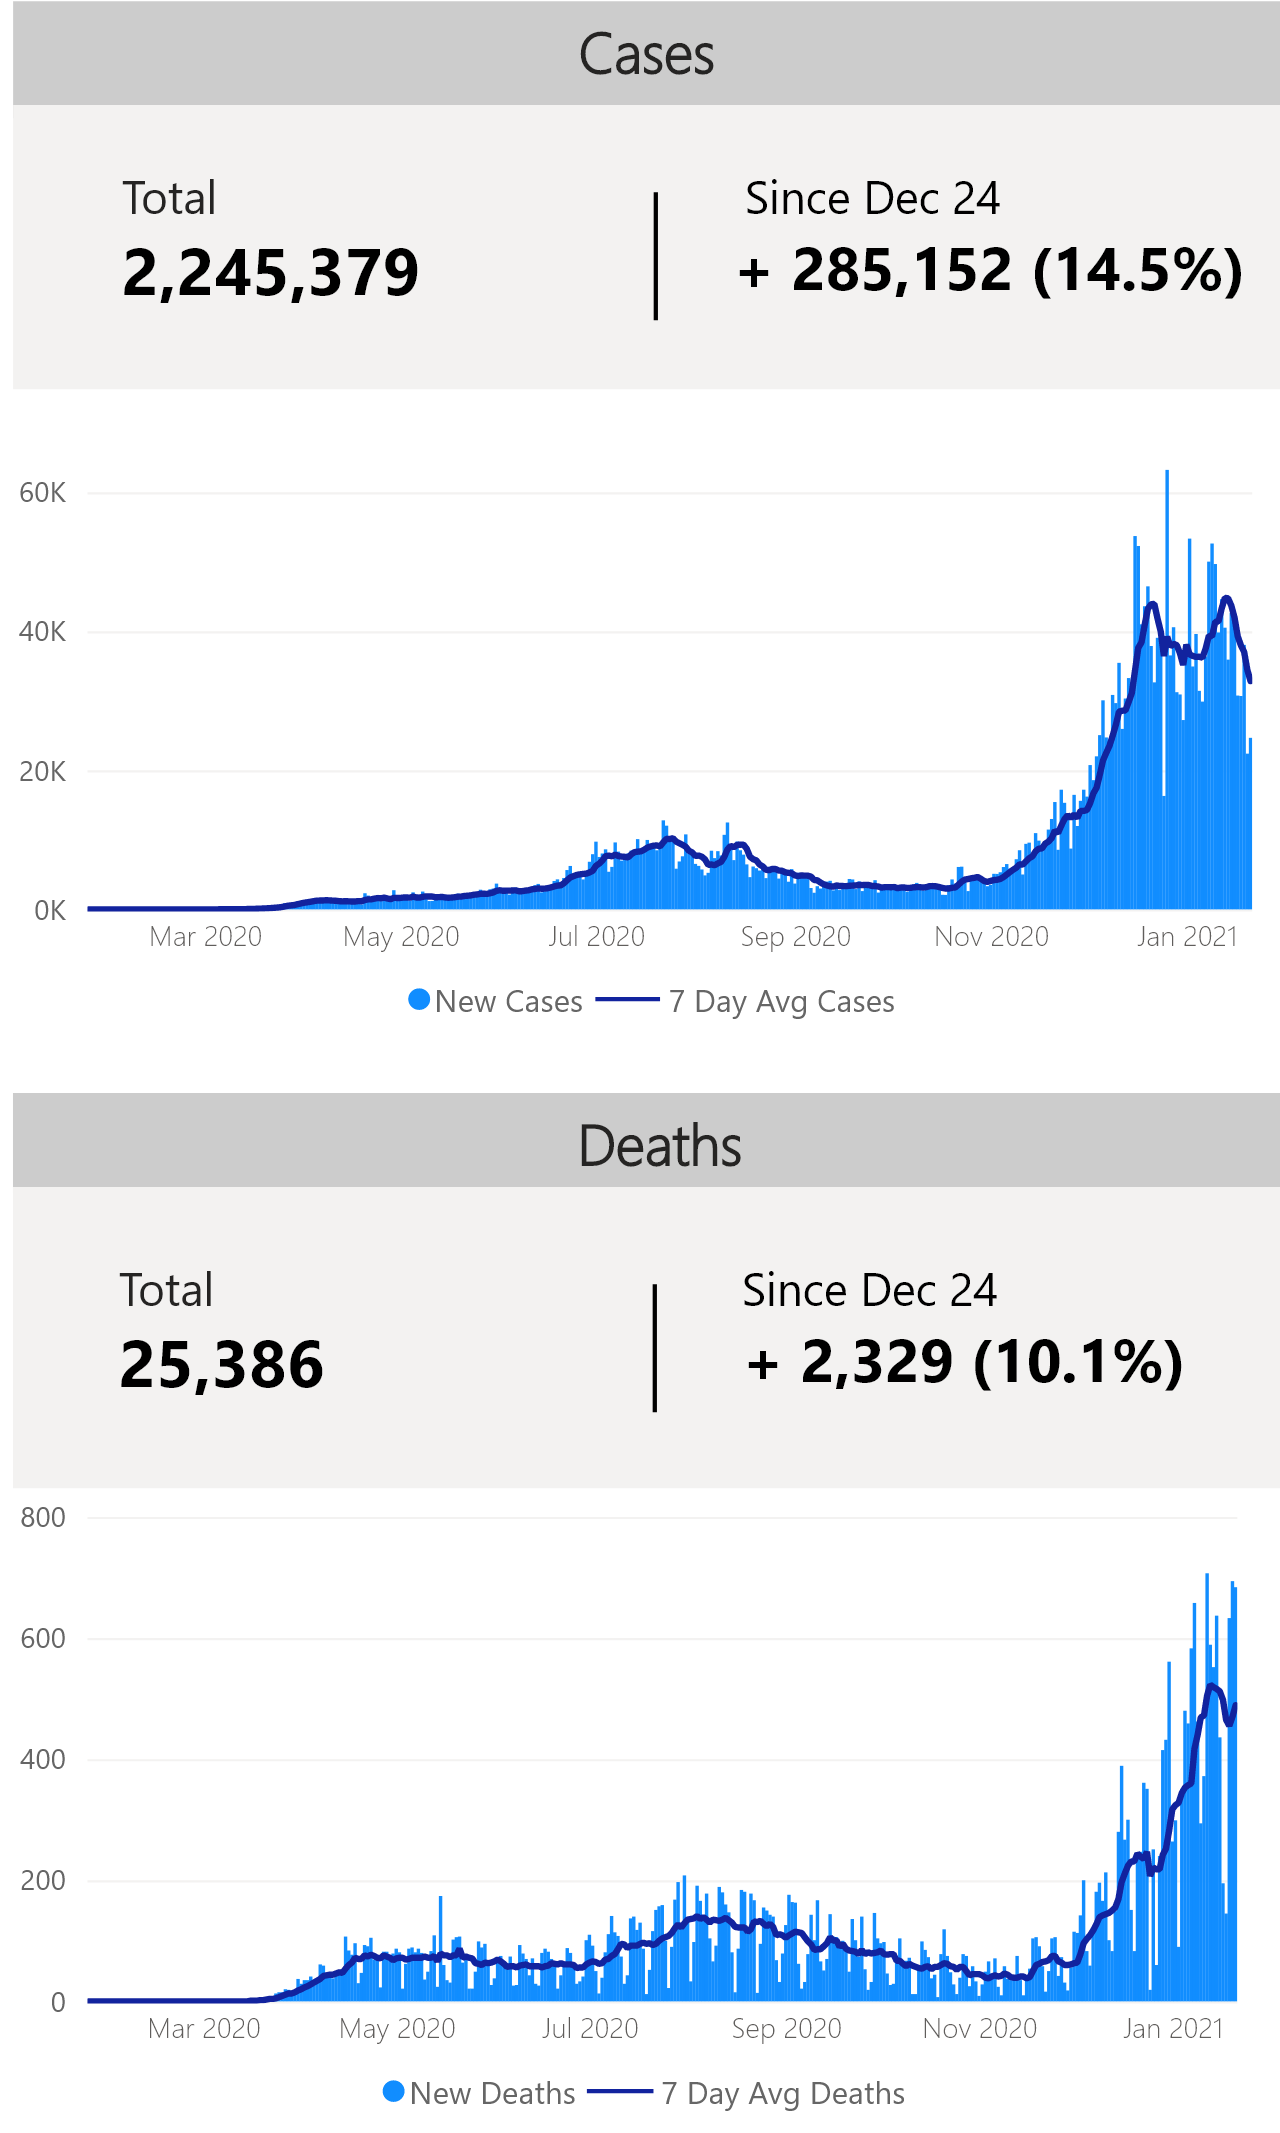 Cases
Total
Since Dec 24
2,245,379
+ 285,152 (14.5%)
60K
40K
20K
0K
Mar 2020 May 2020 Jul 2020 Sep 2020 Nov 2020 Jan 2021
New Cases 7 Day Avg Cases
Deaths
Total
Since Dec 24
25,386
+ 2,329 (10.1%)
800
600
400
200
0
Mar 2020 May 2020 Jul 2020 Sep 2020 Nov 2020 Jan 2021
New Deaths 7 Day Avg Deaths